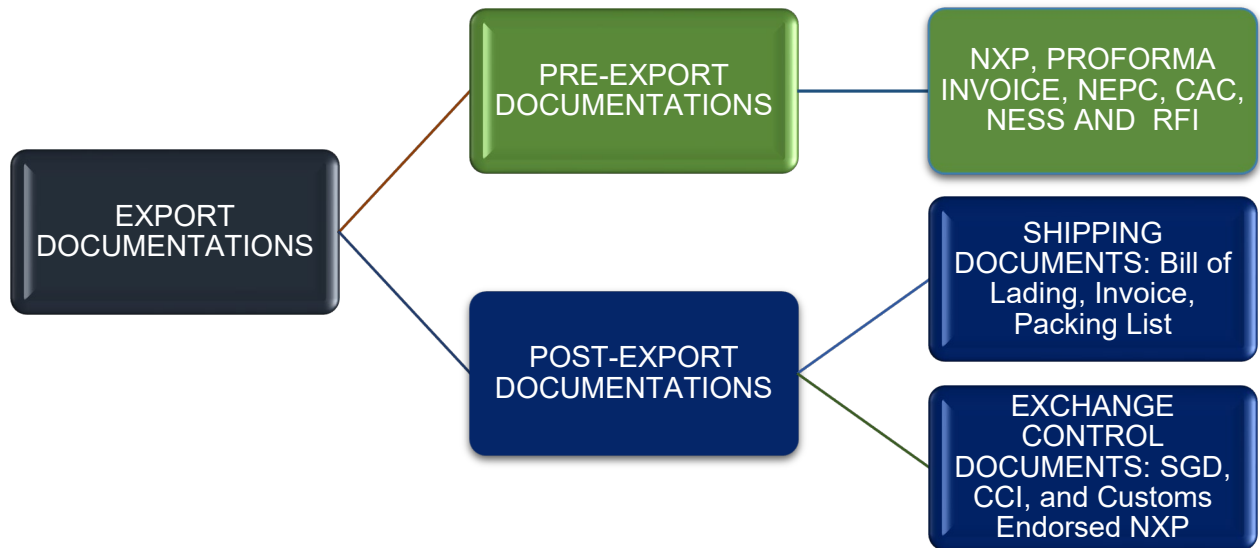 EXPORT
DOCUMENTATIONS
PRE-EXPORT
DOCUMENTATIONS
NXP, PROFORMA
INVOICE, NEPC, CAC,
NESS AND RFI
POST-EXPORT
DOCUMENTATIONS
SHIPPING
DOCUMENTS: Bill of
Lading, Invoice,
Packing List
EXCHANGE
CONTROL
DOCUMENTS: SGD,
CCI, and Customs
Endorsed NXP